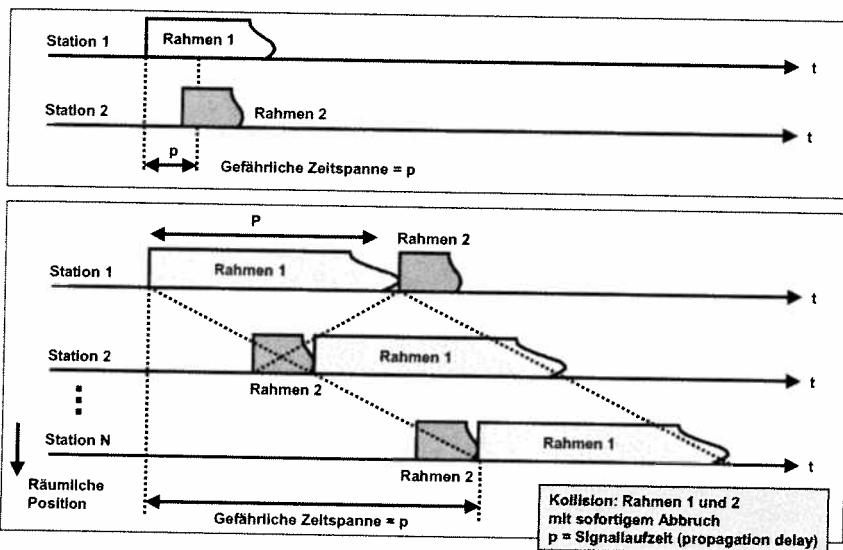 Station 1
Rahmen 1
t
Station 2
Rahmen 2
t
p
Gefährliche Zeitspanne = p
P
Rahmen 2
Station 1
Rahmen 1
t
Station 2
Rahmen 1
t
Rahmen 2
Station N
Rahmen 1
t
Rahmen 2
Räumliche
Position
Gefährliche Zeitspanne = p
Kollision: Rahmen 1 und 2
mit sofortigem Abbruch
p = Signallaufzeit (propagation delay)